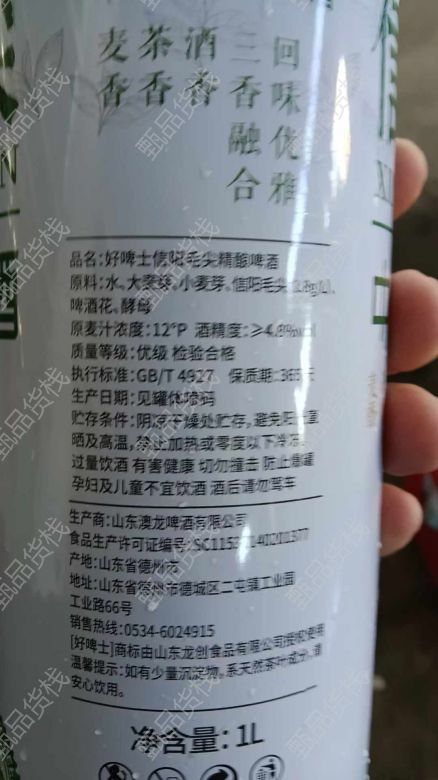 麦香
茶香
酒香
三香融合
回味优雅
品名：好啤士信阳毛尖精酿啤酒
原料：水、大麦芽、小麦芽、信阳毛尖
啤酒花、酵母
原麦汁浓度：12°P 酒精度：≥4.8%vol
质量等级：优级 检验合格
执行标准：GB/T 4927 保质期：365天
生产日期：见罐体喷码
贮存条件：阴凉干燥处贮存，避免阳光直
晒及高温，禁止加热或零度以下冷冻。
过量饮酒 有害健康 切勿撞击 防止爆罐
孕妇及儿童不宜饮酒 酒后请勿驾车
生产商：山东澳龙啤酒有限公司
食品生产许可证编号：
产地：山东省德州市
地址：山东省德州市德城区二屯镇工业园
工业路66号
销售热线：0534-6024915
[好啤士]商标由山东龙创食品有限公司授权使用
温馨提示：如有少量沉淀物，系天然茶叶成分，请
安心饮用。
净含量：1L
甄品货栈